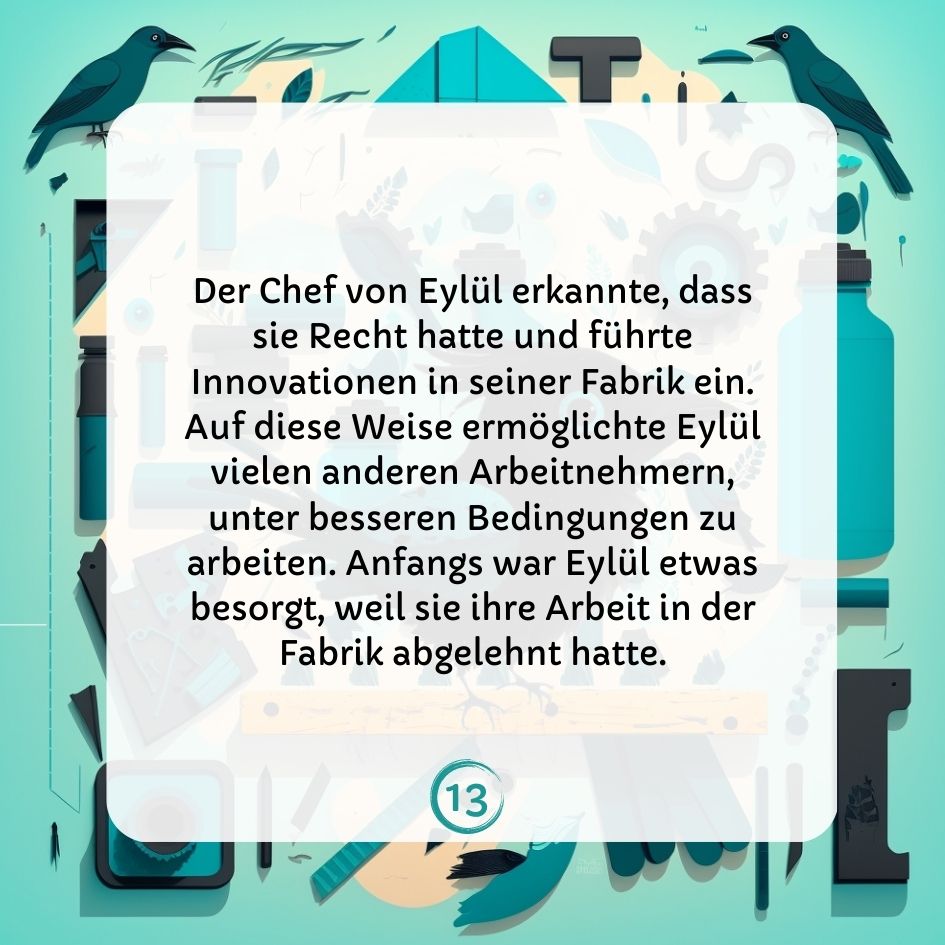 Der Chef von Eylül erkannte, dass
sie Recht hatte und führte
Innovationen in seiner Fabrik ein.
Auf diese Weise ermöglichte Eylül
vielen anderen Arbeitnehmern,
unter besseren Bedingungen zu
arbeiten. Anfangs war Eylül etwas
besorgt, weil sie ihre Arbeit in der
Fabrik abgelehnt hatte.
13